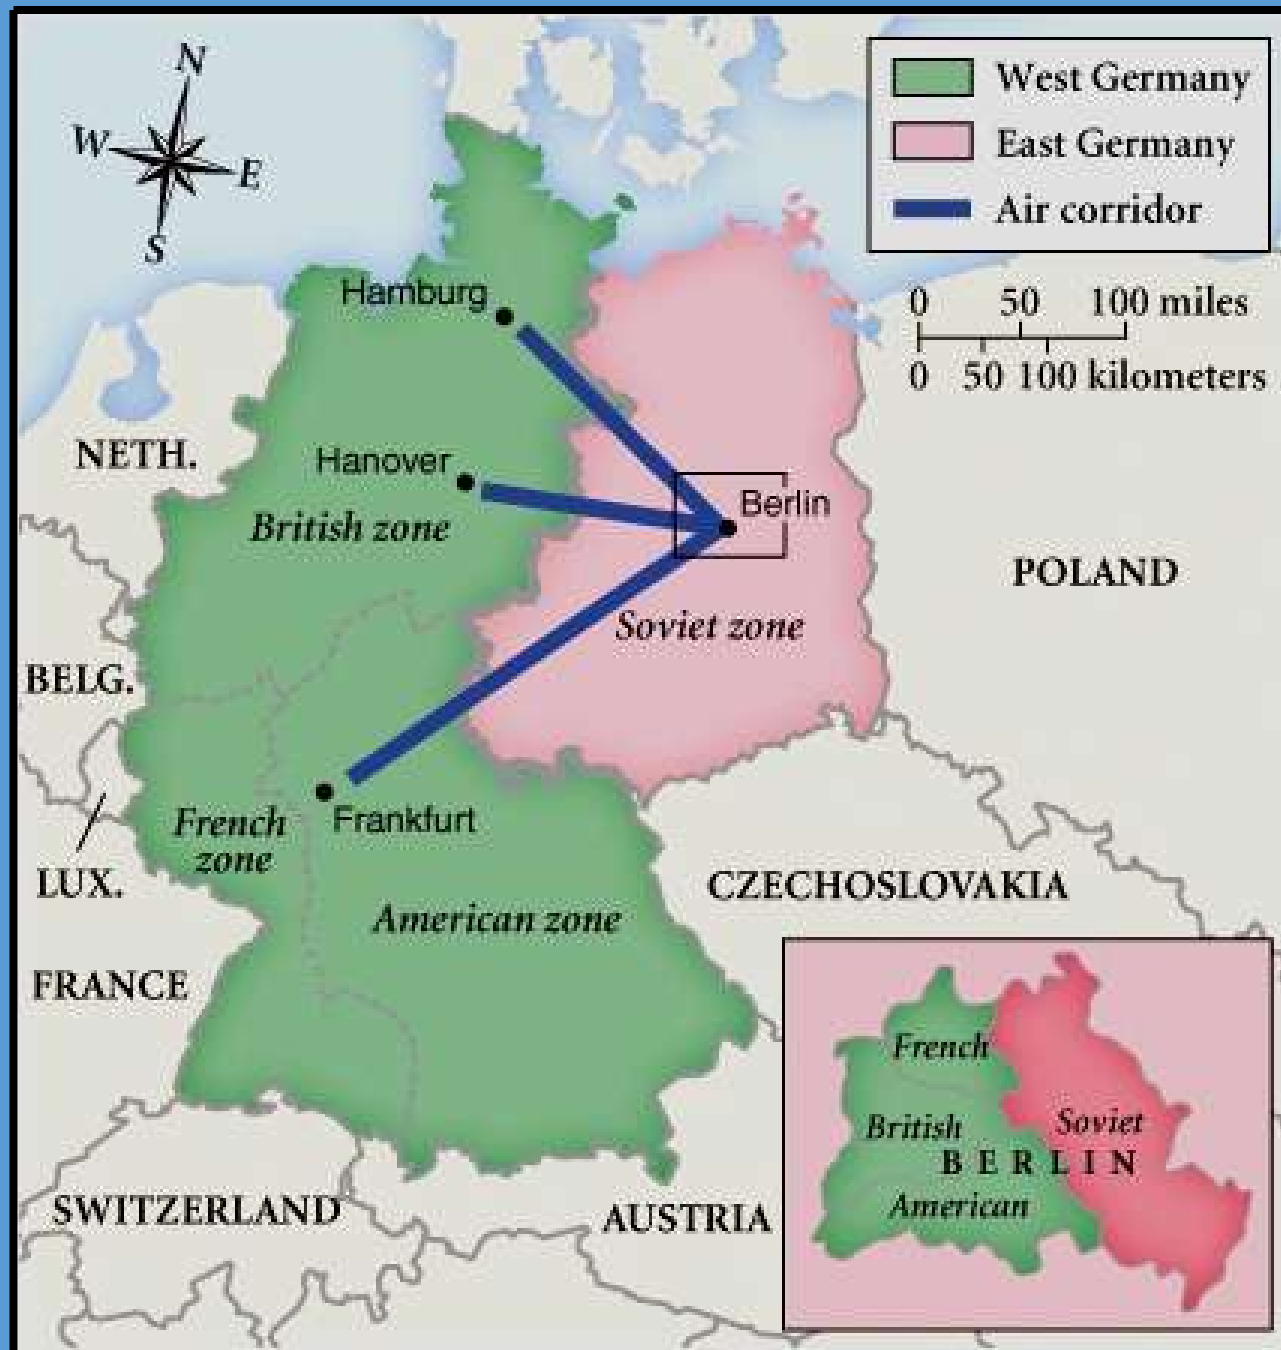 N
W
E
S
West Germany
East Germany
Air corridor
0 50 100 miles
0 50 100 kilometers
Hamburg
Hanover
British zone
Berlin
Soviet zone
NETH.
POLAND
BELG.
LUX.
French
zone
Frankfurt
American zone
CZECHOSLOVAKIA
FRANCE
SWITZERLAND
AUSTRIA
French
British
Soviet
BERLIN
American